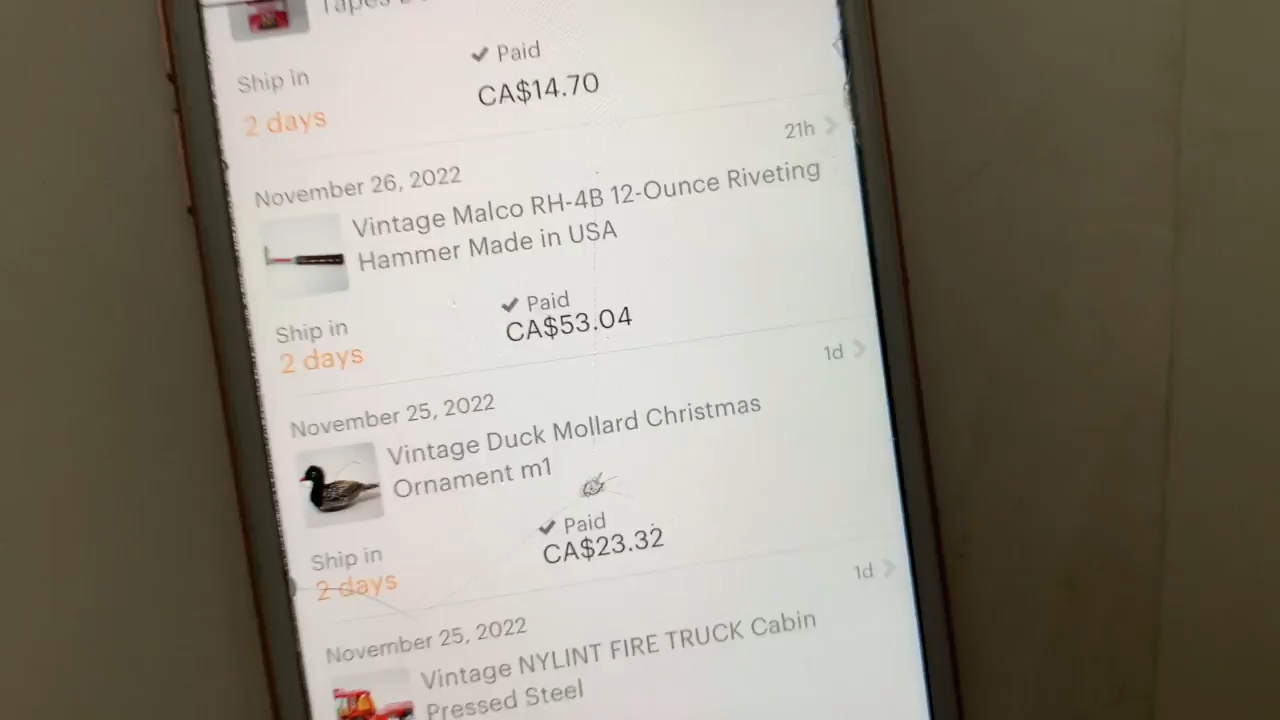 Tapes
Paid
Ship in
CA$14.70
2 days
21h
November 26, 2022
Vintage Malco RH-4B 12-Ounce Riveting
Hammer Made in USA
Paid
Ship in
CA$53.04
2 days
1d
November 25, 2022
Vintage Duck Mollard Christmas
Ornament m1
Paid
Ship in
CA$23.32
2 days
1d
November 25, 2022
Vintage NYLINT FIRE TRUCK Cabin
Pressed Steel